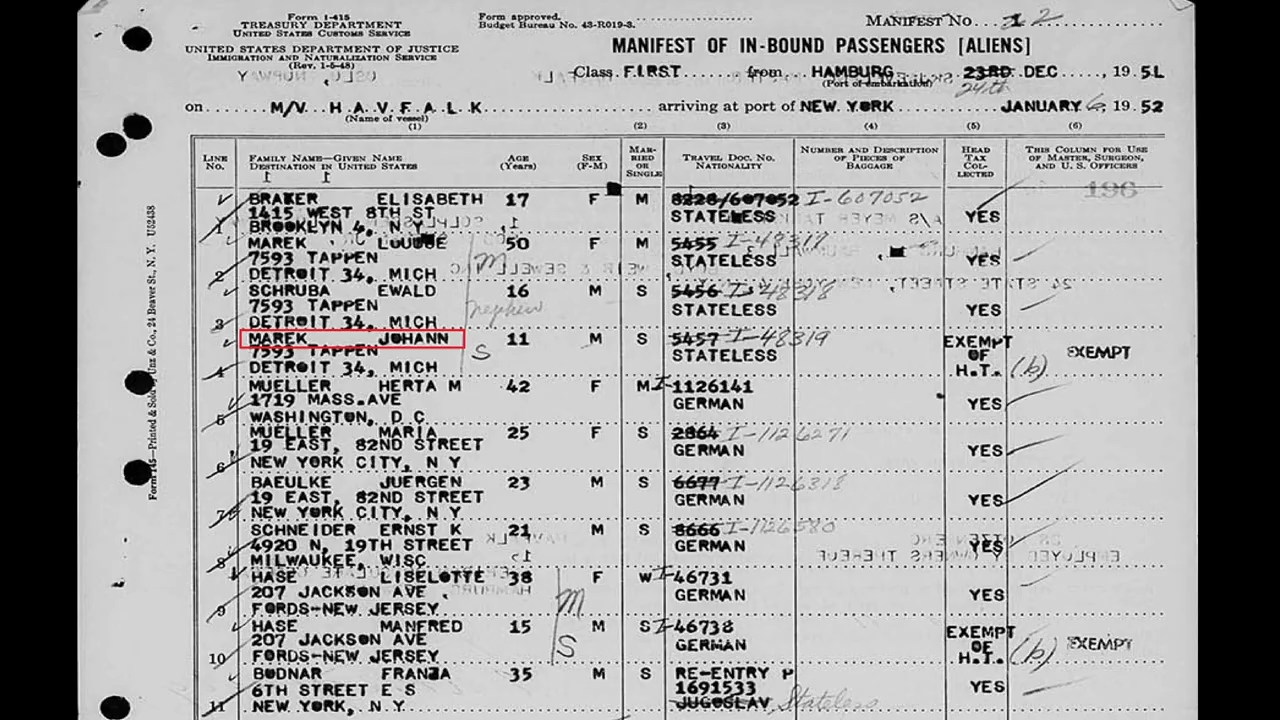 Form I-415
TREASURY DEPARTMENT
UNITED STATES CUSTOMS SERVICE
UNITED STATES DEPARTMENT OF JUSTICE
IMMIGRATION AND NATURALIZATION SERVICE
(Rev. 1-5-48)
Form approved.
Budget Bureau No. 43-R019-3.
MANIFEST NO. 12
MANIFEST OF IN-BOUND PASSENGERS [ALIENS]
Class FIRST from HAMBURG 23RD DEC, 1951
(Port of embarkation) 24th
on M/V HAVFALK arriving at port of NEW YORK JANUARY 6, 1952
(Name of vessel)
(1) (2) (3) (4) (5) (6)
LINE NO. FAMILY NAME—GIVEN NAME DESTINATION IN UNITED STATES AGE (Years) SEX (F-M) MARRIED OR SINGLE TRAVEL DOC. NO. NATIONALITY NUMBER AND DESCRIPTION OF PIECES OF BAGGAGE HEAD TAX COLLECTED THIS COLUMN FOR USE OF MASTER, SURGEON, AND U. S. OFFICERS
196
BRAKER ELISABETH 17 F M 8228/607052 I-607052
1415 WEST 8TH ST STATELESS YES
1 BROOKLYN 4, N Y
MAREK 50 F M 5455 I-48317
7593 TAPPEN M STATELESS YES
2 DETROIT 34, MICH
SCHRUBA EWALD 16 M S 5456 I-48318
7593 TAPPEN nephew STATELESS YES
3 DETROIT 34, MICH
MAREK JOHANN 11 M S 5457 I-48319 EXEMPT
7593 TAPPEN S STATELESS OF EXEMPT
4 DETROIT 34, MICH H.T. (b)
MUELLER HERTA M 42 F M I-1126141
1719 MASS.AVE GERMAN YES
5 WASHINGTON, D C
MUELLER MARIA 25 F S 2864 I-1126271
19 EAST, 82ND STREET GERMAN YES
6 NEW YORK CITY, N Y
BAEULKE JUERGEN 23 M S 6677 I-1126318
19 EAST, 82ND STREET GERMAN YES
7 NEW YORK CITY, N Y
SCHNEIDER ERNST K 21 M S 8666 I-1126580
4920 N, 19TH STREET GERMAN YES
8 MILWAUKEE, WISC
HASE LISELOTTE 38 F W I-46731
207 JACKSON AVE M GERMAN YES
9 FORDS-NEW JERSEY
HASE MANFRED 15 M S I-46738 EXEMPT
207 JACKSON AVE S GERMAN OF EXEMPT
10 FORDS-NEW JERSEY H.T. (b)
BODNAR 35 M S RE-ENTRY P
6TH STREET E S 1691533 YES
11 NEW YORK, N Y JUGOSLAV Stateless
Form I-415—Printed & Sold by Unz & Co., 24 Beaver St., N. Y. U52438